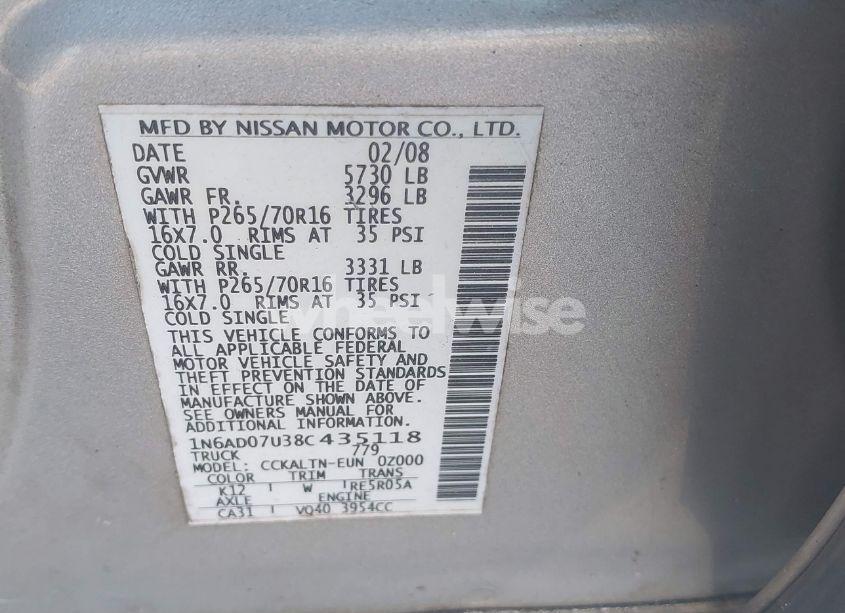 MFD BY NISSAN MOTOR CO., LTD.
DATE 02/08
GVWR 5730 LB
GAWR FR. 3296 LB
WITH P265/70R16 TIRES
16X7.0 RIMS AT 35 PSI
COLD SINGLE
GAWR RR. 3331 LB
WITH P265/70R16 TIRES
16X7.0 RIMS AT 35 PSI
COLD SINGLE
THIS VEHICLE CONFORMS TO
ALL APPLICABLE FEDERAL
MOTOR VEHICLE SAFETY AND
THEFT PREVENTION STANDARDS
IN EFFECT ON THE DATE OF
MANUFACTURE SHOWN ABOVE.
SEE OWNERS MANUAL FOR
ADDITIONAL INFORMATION.
1N6AD07U38C435118
TRUCK 779
MODEL: CCKALTN-EUN 0Z000
COLOR TRIM TRANS
K12 W RE5R05A
AXLE ENGINE
CA31 VQ40 3954CC
wheelwise